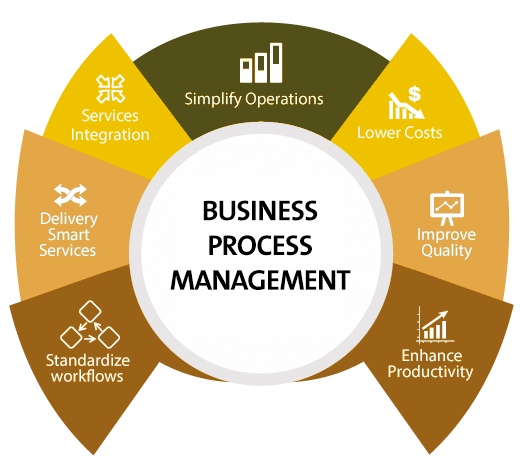 Simplify Operations
Services
Integration
$
Lower Costs
Delivery
Smart
Services
BUSINESS
PROCESS
MANAGEMENT
Improve
Quality
Standardize
workflows
Enhance
Productivity